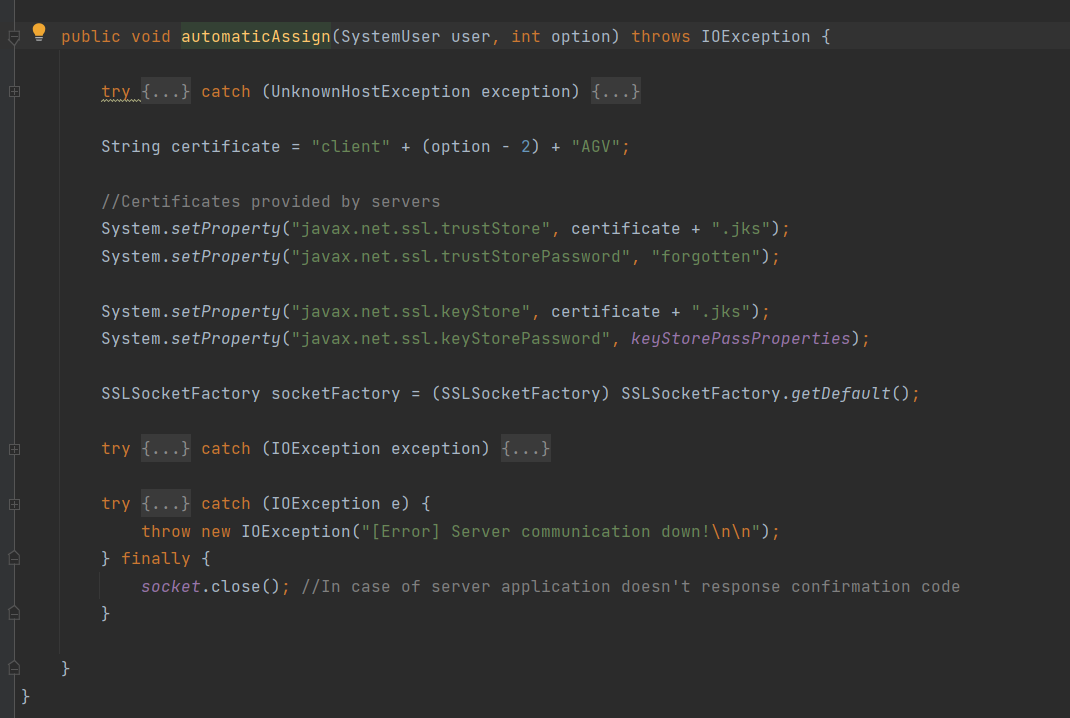 public void automaticAssign(SystemUser user, int option) throws IOException {
try {...} catch (UnknownHostException exception) {...}
String certificate = "client" + (option - 2) + "AGV";
//Certificates provided by servers
System.setProperty("javax.net.ssl.trustStore", certificate + ".jks");
System.setProperty("javax.net.ssl.trustStorePassword", "forgotten");
System.setProperty("javax.net.ssl.keyStore", certificate + ".jks");
System.setProperty("javax.net.ssl.keyStorePassword", keyStorePassProperties);
SSLSocketFactory socketFactory = (SSLSocketFactory) SSLSocketFactory.getDefault();
try {...} catch (IOException exception) {...}
try {...} catch (IOException e) {
throw new IOException("[Error] Server communication down!\n\n");
} finally {
socket.close(); //In case of server application doesn't response confirmation code
}
}
}